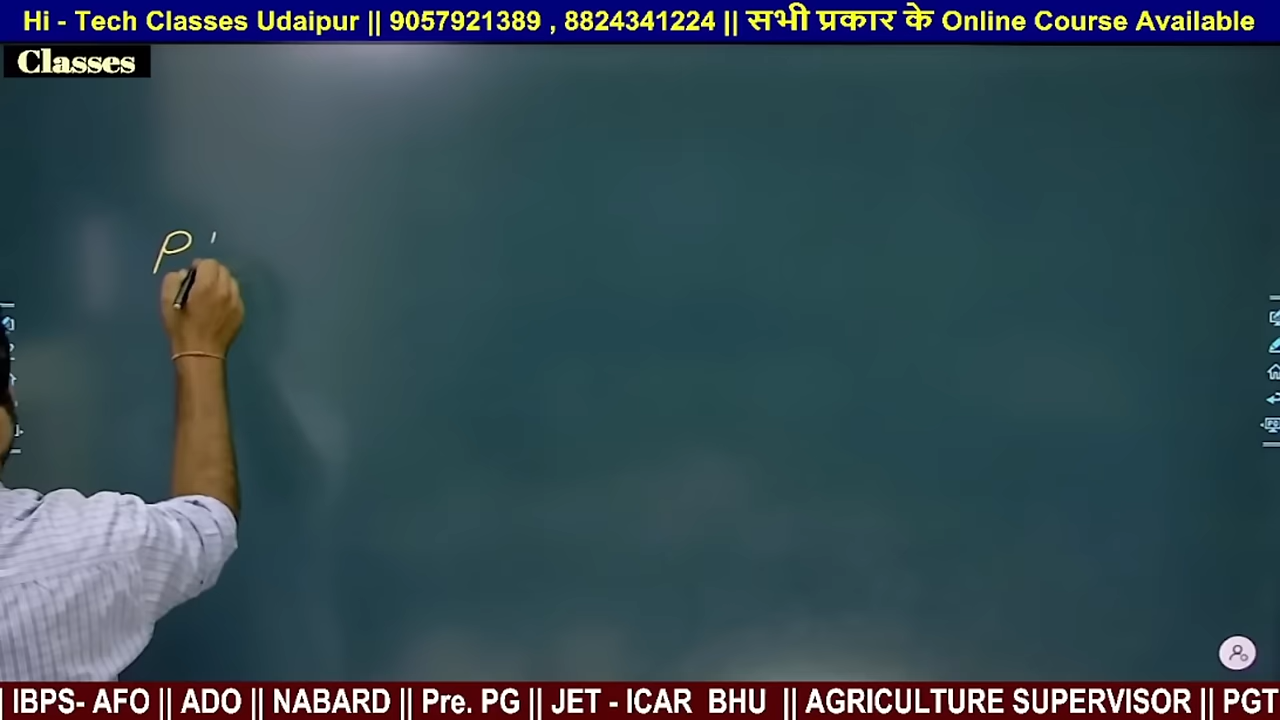 Hi - Tech Classes Udaipur || 9057921389 , 8824341224 || सभी प्रकार के Online Course Available
Classes
P
| IBPS- AFO || ADO || NABARD || Pre. PG || JET - ICAR BHU || AGRICULTURE SUPERVISOR || PGT